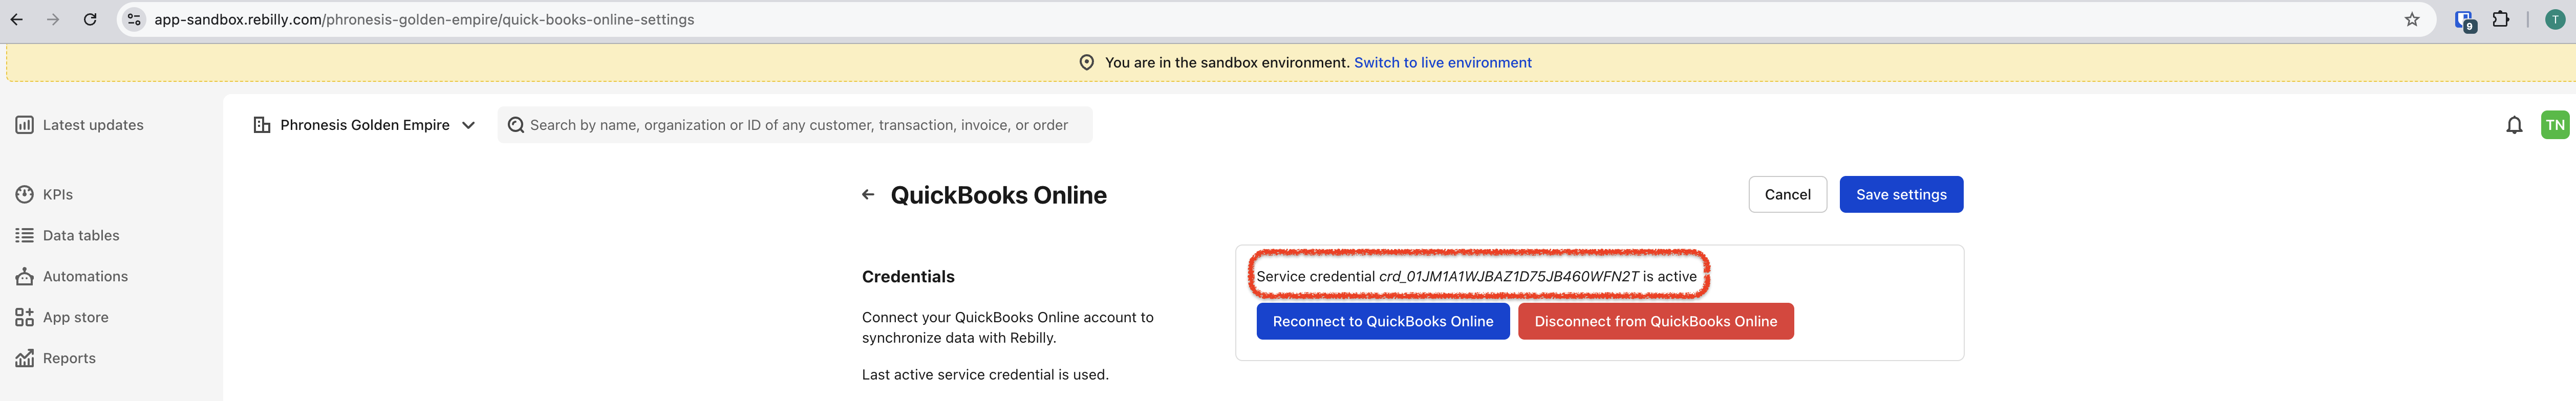 app-sandbox.rebilly.com/phronesis-golden-empire/quick-books-online-settings
9
T
You are in the sandbox environment. Switch to live environment
Latest updates
Phronesis Golden Empire
Search by name, organization or ID of any customer, transaction, invoice, or order
TN
KPIs
Data tables
Automations
App store
Reports
QuickBooks Online
Cancel
Save settings
Credentials
Connect your QuickBooks Online account to
synchronize data with Rebilly.
Last active service credential is used.
Service credential crd_01JM1A1WJBAZ1D75JB460WFN2T is active
Reconnect to QuickBooks Online
Disconnect from QuickBooks Online